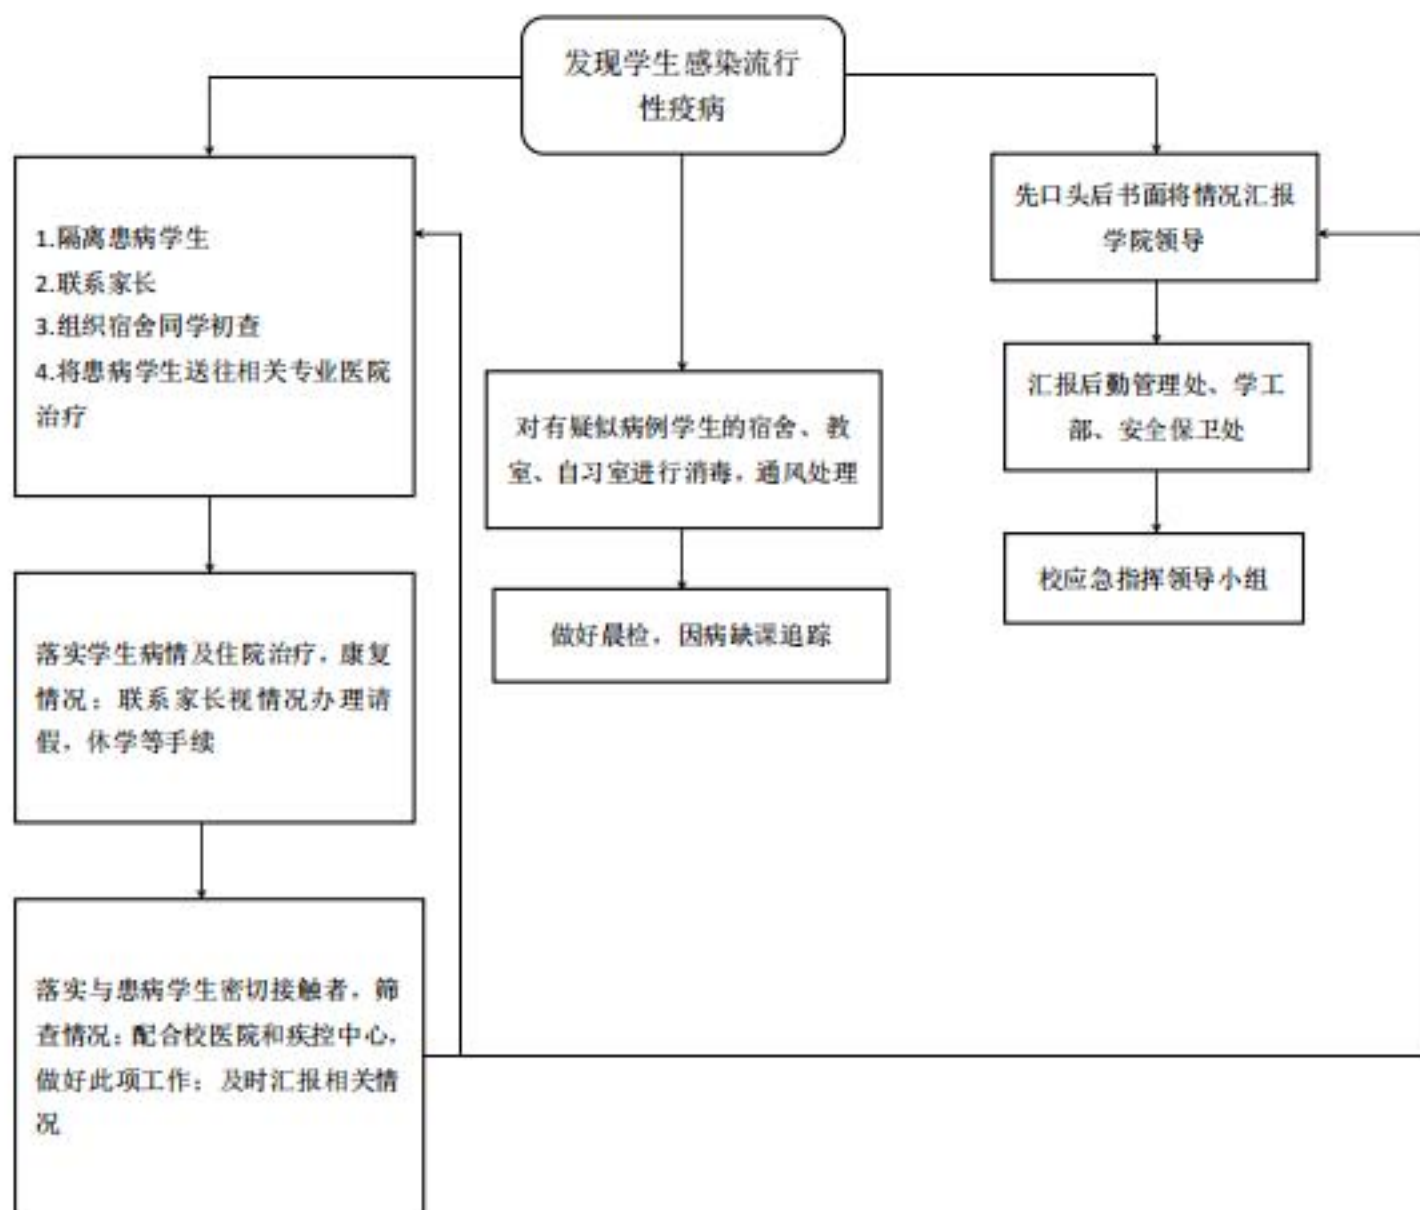 发现学生感染流行
性疫病
1.隔离患病学生
2.联系家长
3.组织宿舍同学初查
4.将患病学生送往相关专业医院
治疗
落实学生病情及住院治疗，康复
情况；联系家长视情况办理请
假，休学等手续
落实与患病学生密切接触者，筛
查情况；配合校医院和疾控中心，
做好此项工作；及时汇报相关情
况
对有疑似病例学生的宿舍、教
室、自习室进行消毒，通风处理
做好晨检，因病缺课追踪
先口头后书面将情况汇报
学院领导
汇报后勤管理处、学工
部、安全保卫处
校应急指挥领导小组